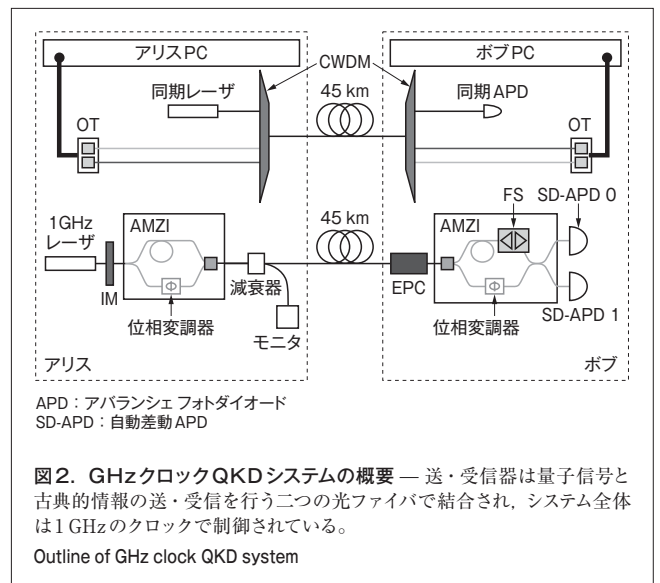 アリスPC
ボブPC
CWDM
同期レーザ
45 km
同期APD
OT
OT
1GHz
レーザ
AMZI
45 km
AMZI
FS
SD-APD 0
IM
Φ
減衰器
EPC
Φ
SD-APD 1
位相変調器
モニタ
位相変調器
アリス
ボブ
APD：アバランシェ フォトダイオード
SD-APD：自動差動APD
図2．GHzクロックQKDシステムの概要 — 送・受信器は量子信号と
古典的情報の送・受信を行う二つの光ファイバで結合され，システム全体
は1 GHzのクロックで制御されている。
Outline of GHz clock QKD system